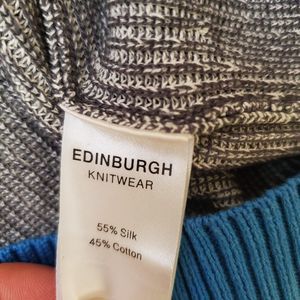 EDINBURGH
KNITWEAR
55% Silk
45% Cotton